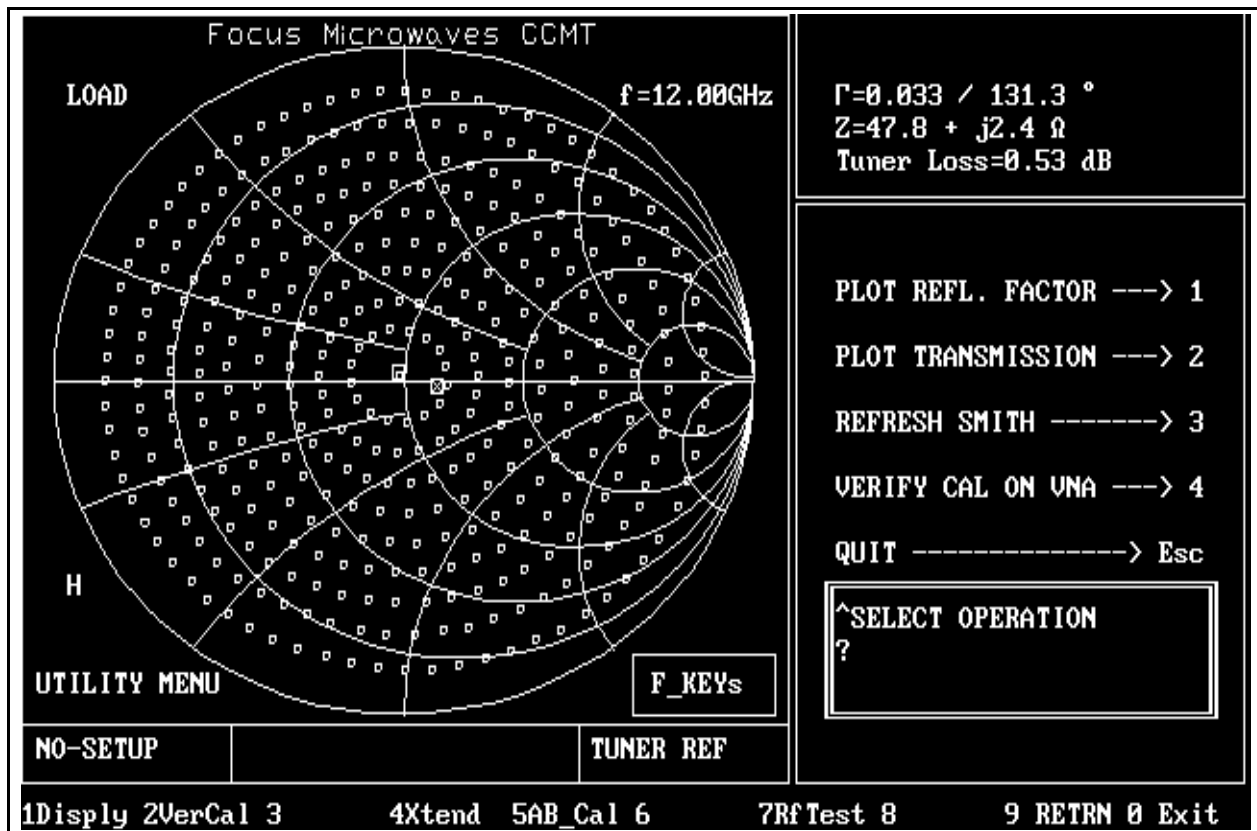 Focus Microwaves CCMT
LOAD
f=12.00GHz
H
UTILITY MENU
F_KEYs
NO-SETUP
TUNER REF
Γ=0.033 / 131.3 °
Z=47.8 + j2.4 Ω
Tuner Loss=0.53 dB
PLOT REFL. FACTOR ---> 1
PLOT TRANSMISSION ---> 2
REFRESH SMITH -------> 3
VERIFY CAL ON VNA ---> 4
QUIT --------------> Esc
^SELECT OPERATION
?
1Disply 2VerCal 3 4Xtend 5AB_Cal 6 7RfTest 8 9 RETRN 0 Exit